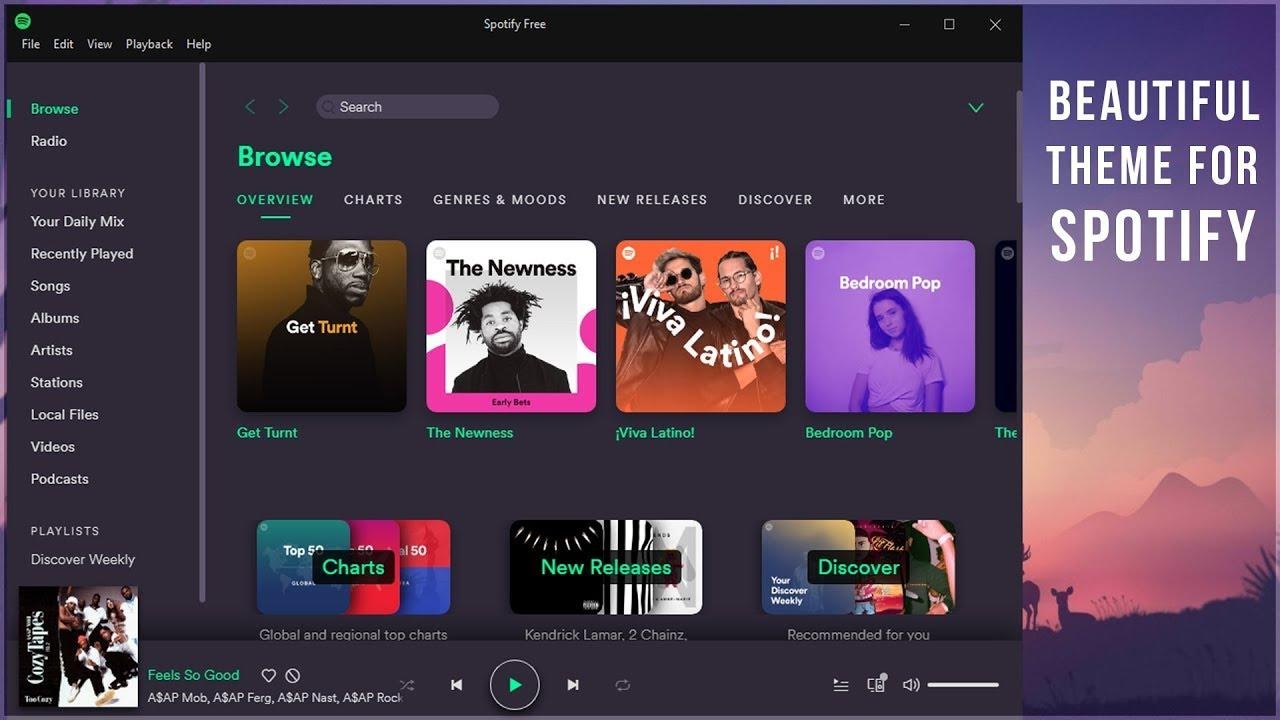 Spotify Free
File Edit View Playback Help
BEAUTIFUL
THEME FOR
SPOTIFY
Browse
Radio
YOUR LIBRARY
Your Daily Mix
Recently Played
Songs
Albums
Artists
Stations
Local Files
Videos
Podcasts
PLAYLISTS
Discover Weekly
Search
Browse
OVERVIEW CHARTS GENRES & MOODS NEW RELEASES DISCOVER MORE
Get Turnt
The Newness
Early Bets
¡Viva Latino!
Bedroom Pop
Get Turnt
The Newness
¡Viva Latino!
Bedroom Pop
The
Top 50
50
al 50
GLOBAL
Charts
New Releases
Your
Discover
Weekly
Discover
Global and regional top charts
Kendrick Lamar, 2 Chainz,
Recommended for you
CozyTapes
Too Cozy
Feels So Good
A$AP Mob, A$AP Ferg, A$AP Nast, A$AP Rock